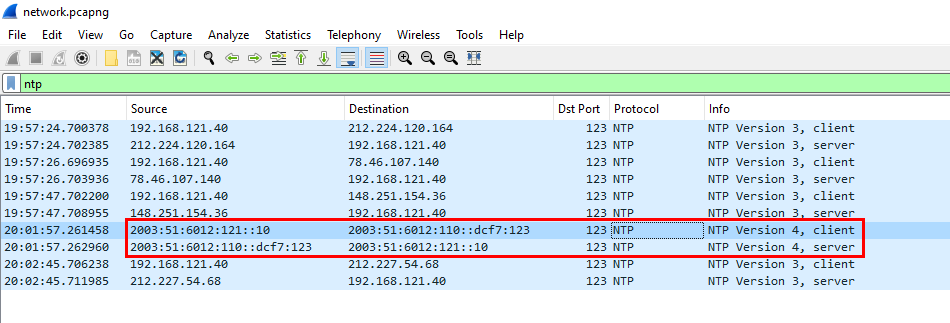 network.pcapng
File Edit View Go Capture Analyze Statistics Telephony Wireless Tools Help
ntp
Time Source Destination Dst Port Protocol Info
19:57:24.700378 192.168.121.40 212.224.120.164 123 NTP NTP Version 3, client
19:57:24.702385 212.224.120.164 192.168.121.40 123 NTP NTP Version 3, server
19:57:26.696935 192.168.121.40 78.46.107.140 123 NTP NTP Version 3, client
19:57:26.703936 78.46.107.140 192.168.121.40 123 NTP NTP Version 3, server
19:57:47.702200 192.168.121.40 148.251.154.36 123 NTP NTP Version 3, client
19:57:47.708955 148.251.154.36 192.168.121.40 123 NTP NTP Version 3, server
20:01:57.261458 2003:51:6012:121::10 2003:51:6012:110::dcf7:123 123 NTP NTP Version 4, client
20:01:57.262960 2003:51:6012:110::dcf7:123 2003:51:6012:121::10 123 NTP NTP Version 4, server
20:02:45.706238 192.168.121.40 212.227.54.68 123 NTP NTP Version 3, client
20:02:45.711985 212.227.54.68 192.168.121.40 123 NTP NTP Version 3, server